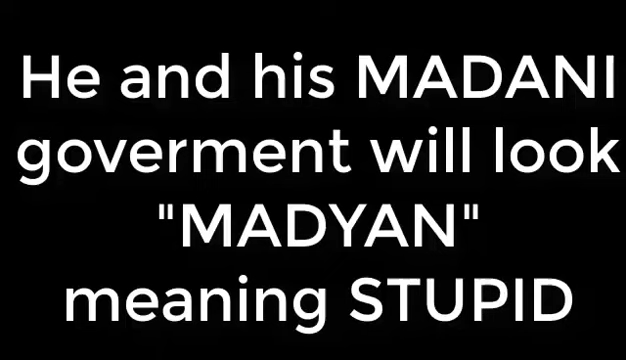 He and his MADANI
goverment will look
"MADYAN"
meaning STUPID